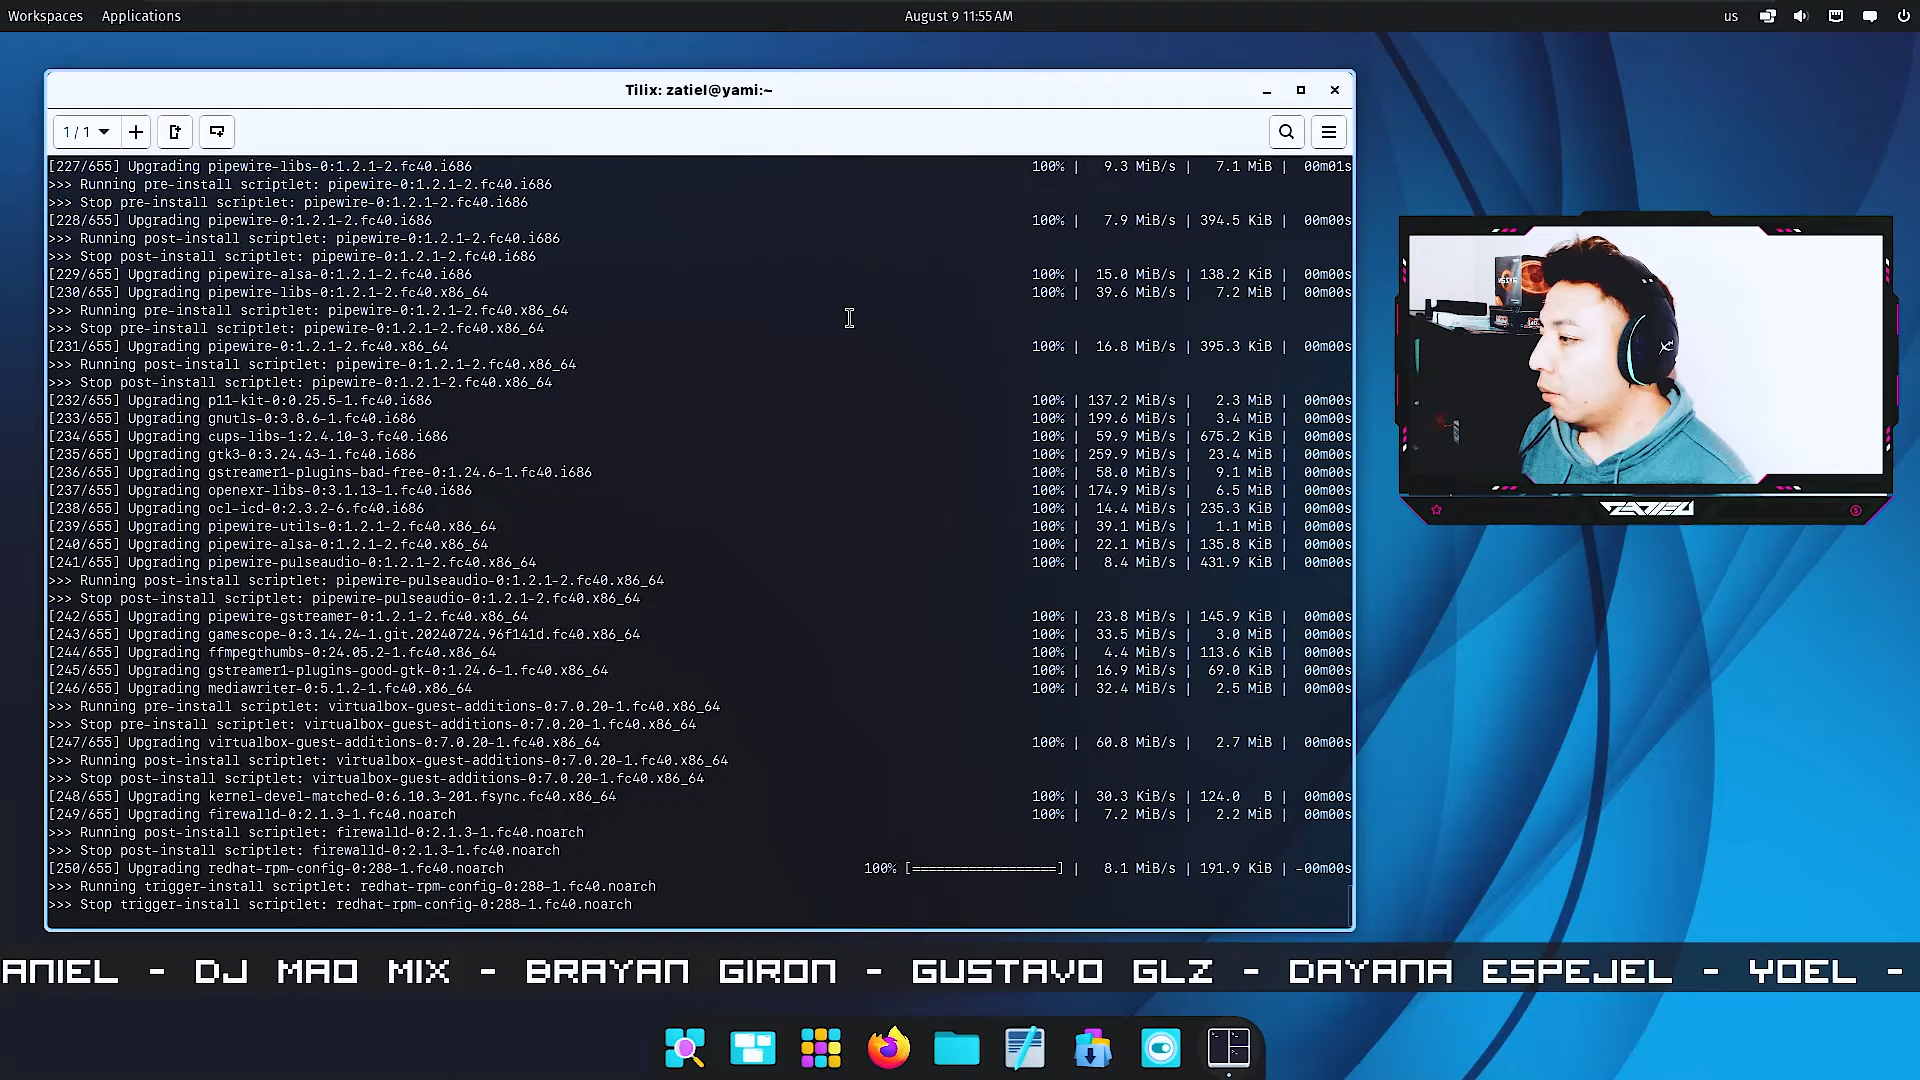 Workspaces Applications August 9 11:55 AM us
Tilix: zatiel@yami:~
1 / 1
[227/655] Upgrading pipewire-libs-0:1.2.1-2.fc40.i686 100% | 9.3 MiB/s | 7.1 MiB | 00m01s
>>> Running pre-install scriptlet: pipewire-0:1.2.1-2.fc40.i686
>>> Stop pre-install scriptlet: pipewire-0:1.2.1-2.fc40.i686
[228/655] Upgrading pipewire-0:1.2.1-2.fc40.i686 100% | 7.9 MiB/s | 394.5 KiB | 00m00s
>>> Running post-install scriptlet: pipewire-0:1.2.1-2.fc40.i686
>>> Stop post-install scriptlet: pipewire-0:1.2.1-2.fc40.i686
[229/655] Upgrading pipewire-alsa-0:1.2.1-2.fc40.i686 100% | 15.0 MiB/s | 138.2 KiB | 00m00s
[230/655] Upgrading pipewire-libs-0:1.2.1-2.fc40.x86_64 100% | 39.6 MiB/s | 7.2 MiB | 00m00s
>>> Running pre-install scriptlet: pipewire-0:1.2.1-2.fc40.x86_64
>>> Stop pre-install scriptlet: pipewire-0:1.2.1-2.fc40.x86_64
[231/655] Upgrading pipewire-0:1.2.1-2.fc40.x86_64 100% | 16.8 MiB/s | 395.3 KiB | 00m00s
>>> Running post-install scriptlet: pipewire-0:1.2.1-2.fc40.x86_64
>>> Stop post-install scriptlet: pipewire-0:1.2.1-2.fc40.x86_64
[232/655] Upgrading p11-kit-0:0.25.5-1.fc40.i686 100% | 137.2 MiB/s | 2.3 MiB | 00m00s
[233/655] Upgrading gnutls-0:3.8.6-1.fc40.i686 100% | 199.6 MiB/s | 3.4 MiB | 00m00s
[234/655] Upgrading cups-libs-1:2.4.10-3.fc40.i686 100% | 59.9 MiB/s | 675.2 KiB | 00m00s
[235/655] Upgrading gtk3-0:3.24.43-1.fc40.i686 100% | 259.9 MiB/s | 23.4 MiB | 00m00s
[236/655] Upgrading gstreamer1-plugins-bad-free-0:1.24.6-1.fc40.i686 100% | 58.0 MiB/s | 9.1 MiB | 00m00s
[237/655] Upgrading openexr-libs-0:3.1.13-1.fc40.i686 100% | 174.9 MiB/s | 6.5 MiB | 00m00s
[238/655] Upgrading ocl-icd-0:2.3.2-6.fc40.i686 100% | 14.4 MiB/s | 235.3 KiB | 00m00s
[239/655] Upgrading pipewire-utils-0:1.2.1-2.fc40.x86_64 100% | 39.1 MiB/s | 1.1 MiB | 00m00s
[240/655] Upgrading pipewire-alsa-0:1.2.1-2.fc40.x86_64 100% | 22.1 MiB/s | 135.8 KiB | 00m00s
[241/655] Upgrading pipewire-pulseaudio-0:1.2.1-2.fc40.x86_64 100% | 8.4 MiB/s | 431.9 KiB | 00m00s
>>> Running post-install scriptlet: pipewire-pulseaudio-0:1.2.1-2.fc40.x86_64
>>> Stop post-install scriptlet: pipewire-pulseaudio-0:1.2.1-2.fc40.x86_64
[242/655] Upgrading pipewire-gstreamer-0:1.2.1-2.fc40.x86_64 100% | 23.8 MiB/s | 145.9 KiB | 00m00s
[243/655] Upgrading gamescope-0:3.14.24-1.git.20240724.96f141d.fc40.x86_64 100% | 33.5 MiB/s | 3.0 MiB | 00m00s
[244/655] Upgrading ffmpegthumbs-0:24.05.2-1.fc40.x86_64 100% | 4.4 MiB/s | 113.6 KiB | 00m00s
[245/655] Upgrading gstreamer1-plugins-good-gtk-0:1.24.6-1.fc40.x86_64 100% | 16.9 MiB/s | 69.0 KiB | 00m00s
[246/655] Upgrading mediawriter-0:5.1.2-1.fc40.x86_64 100% | 32.4 MiB/s | 2.5 MiB | 00m00s
>>> Running pre-install scriptlet: virtualbox-guest-additions-0:7.0.20-1.fc40.x86_64
>>> Stop pre-install scriptlet: virtualbox-guest-additions-0:7.0.20-1.fc40.x86_64
[247/655] Upgrading virtualbox-guest-additions-0:7.0.20-1.fc40.x86_64 100% | 60.8 MiB/s | 2.7 MiB | 00m00s
>>> Running post-install scriptlet: virtualbox-guest-additions-0:7.0.20-1.fc40.x86_64
>>> Stop post-install scriptlet: virtualbox-guest-additions-0:7.0.20-1.fc40.x86_64
[248/655] Upgrading kernel-devel-matched-0:6.10.3-201.fsync.fc40.x86_64 100% | 30.3 KiB/s | 124.0 B | 00m00s
[249/655] Upgrading firewalld-0:2.1.3-1.fc40.noarch 100% | 7.2 MiB/s | 2.2 MiB | 00m00s
>>> Running post-install scriptlet: firewalld-0:2.1.3-1.fc40.noarch
>>> Stop post-install scriptlet: firewalld-0:2.1.3-1.fc40.noarch
[250/655] Upgrading redhat-rpm-config-0:288-1.fc40.noarch 100% [==================] | 8.1 MiB/s | 191.9 KiB | -00m00s
>>> Running trigger-install scriptlet: redhat-rpm-config-0:288-1.fc40.noarch
>>> Stop trigger-install scriptlet: redhat-rpm-config-0:288-1.fc40.noarch
ZATIEL
ANIEL - DJ MAO MIX - BRAYAN GIRON - GUSTAVO GLZ - DAYANA ESPEJEL - YOEL -